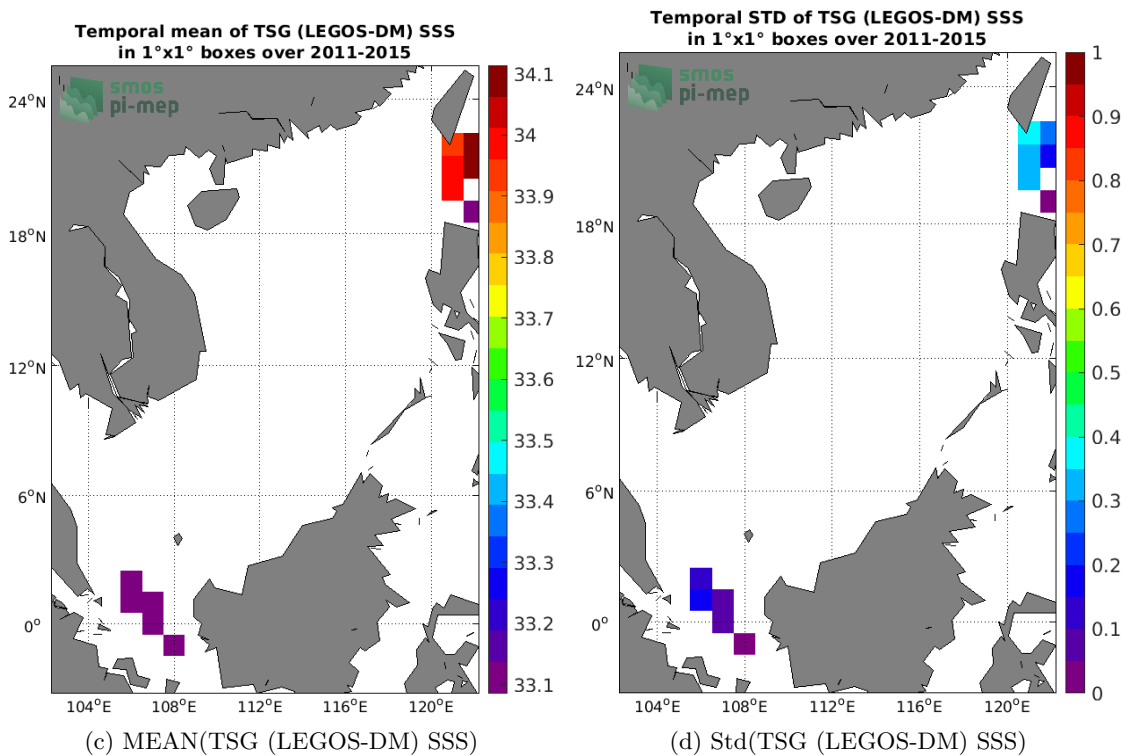 Temporal mean of TSG (LEGOS-DM) SSS
in 1°x1° boxes over 2011-2015
smos
pi-mep
24°N
18°N
12°N
6°N
0°
104°E
108°E
112°E
116°E
120°E
34.1
34
33.9
33.8
33.7
33.6
33.5
33.4
33.3
33.2
33.1
(c) MEAN(TSG (LEGOS-DM) SSS)
Temporal STD of TSG (LEGOS-DM) SSS
in 1°x1° boxes over 2011-2015
smos
pi-mep
24°N
18°N
12°N
6°N
0°
104°E
108°E
112°E
116°E
120°E
1
0.9
0.8
0.7
0.6
0.5
0.4
0.3
0.2
0.1
0
(d) Std(TSG (LEGOS-DM) SSS)